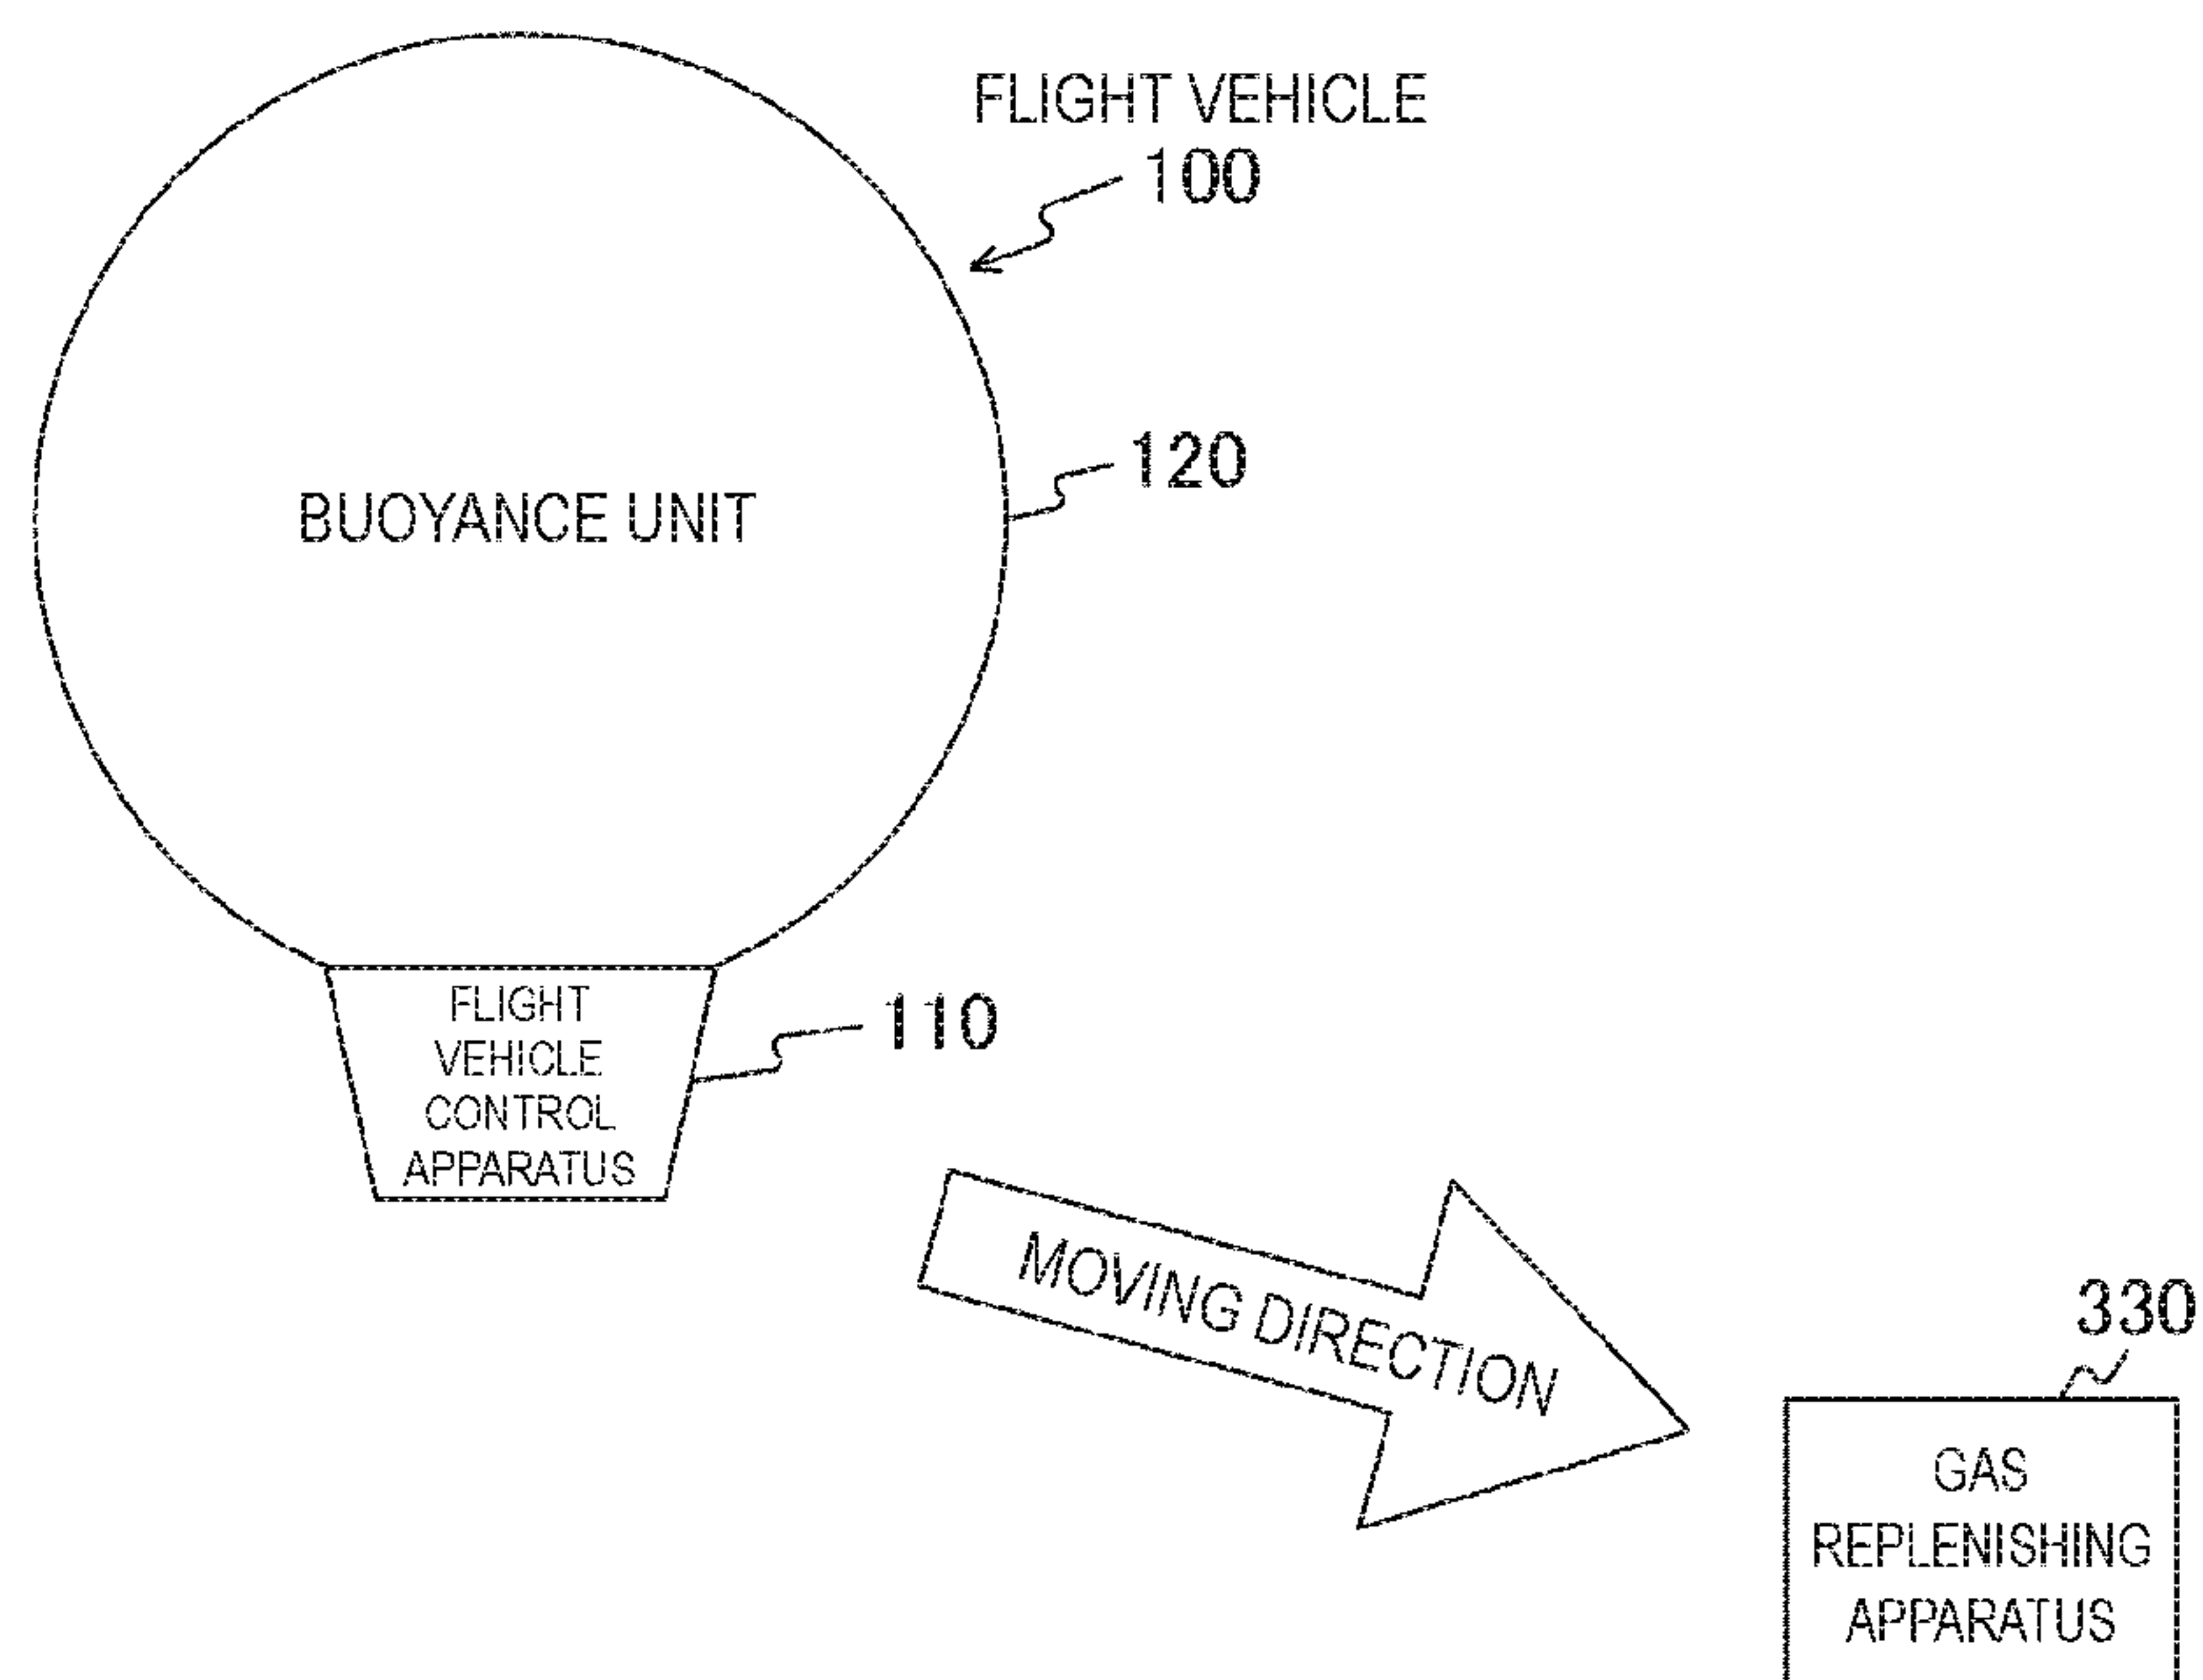 FLIGHT VEHICLE
100
120
BUOYANCE UNIT
FLIGHT
VEHICLE
CONTROL
APPARATUS
110
MOVING DIRECTION
330
GAS
REPLENISHING
APPARATUS